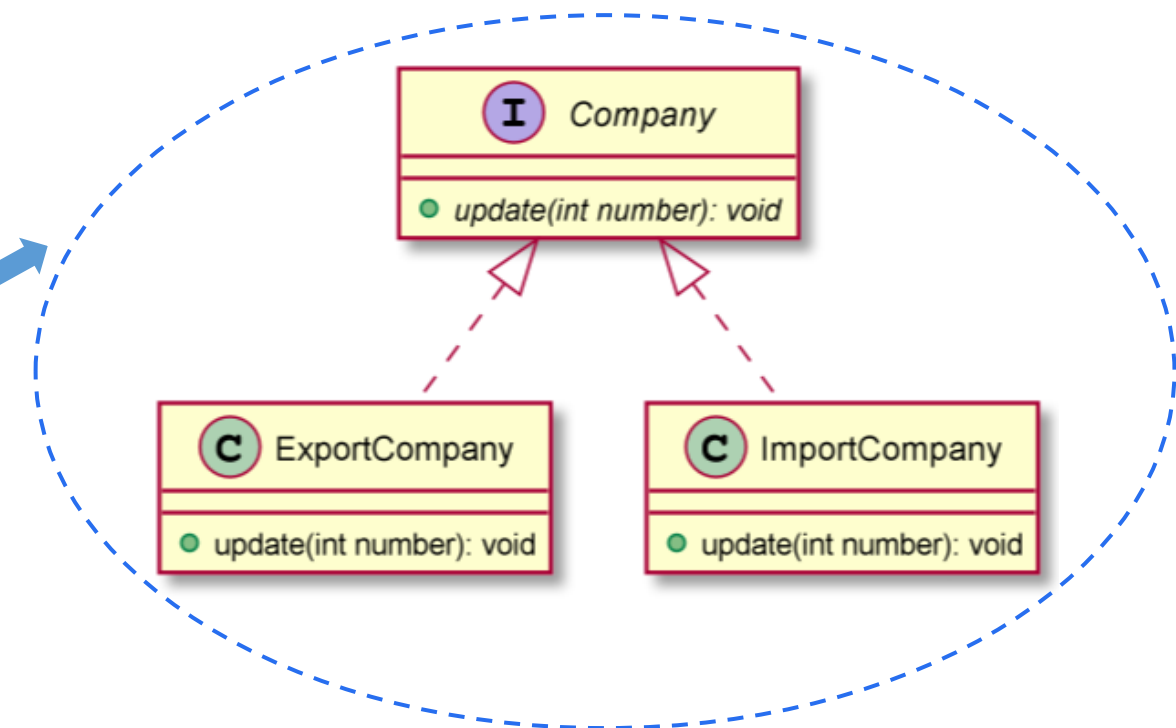 I Company
update(int number): void
C ExportCompany
update(int number): void
C ImportCompany
update(int number): void